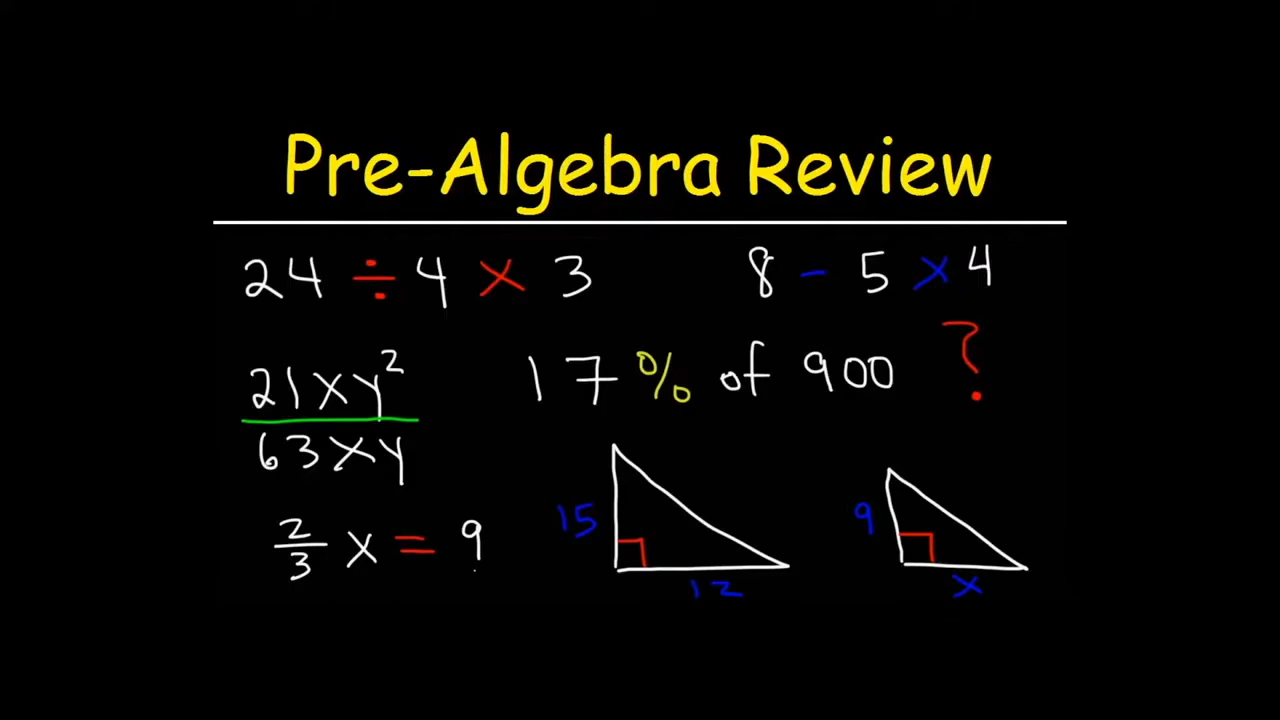 Pre-Algebra Review
24 ÷ 4 × 3
8 - 5 × 4
17% of 900 ?
21xy²
63xy
2/3 x = 9
15
12
9
x